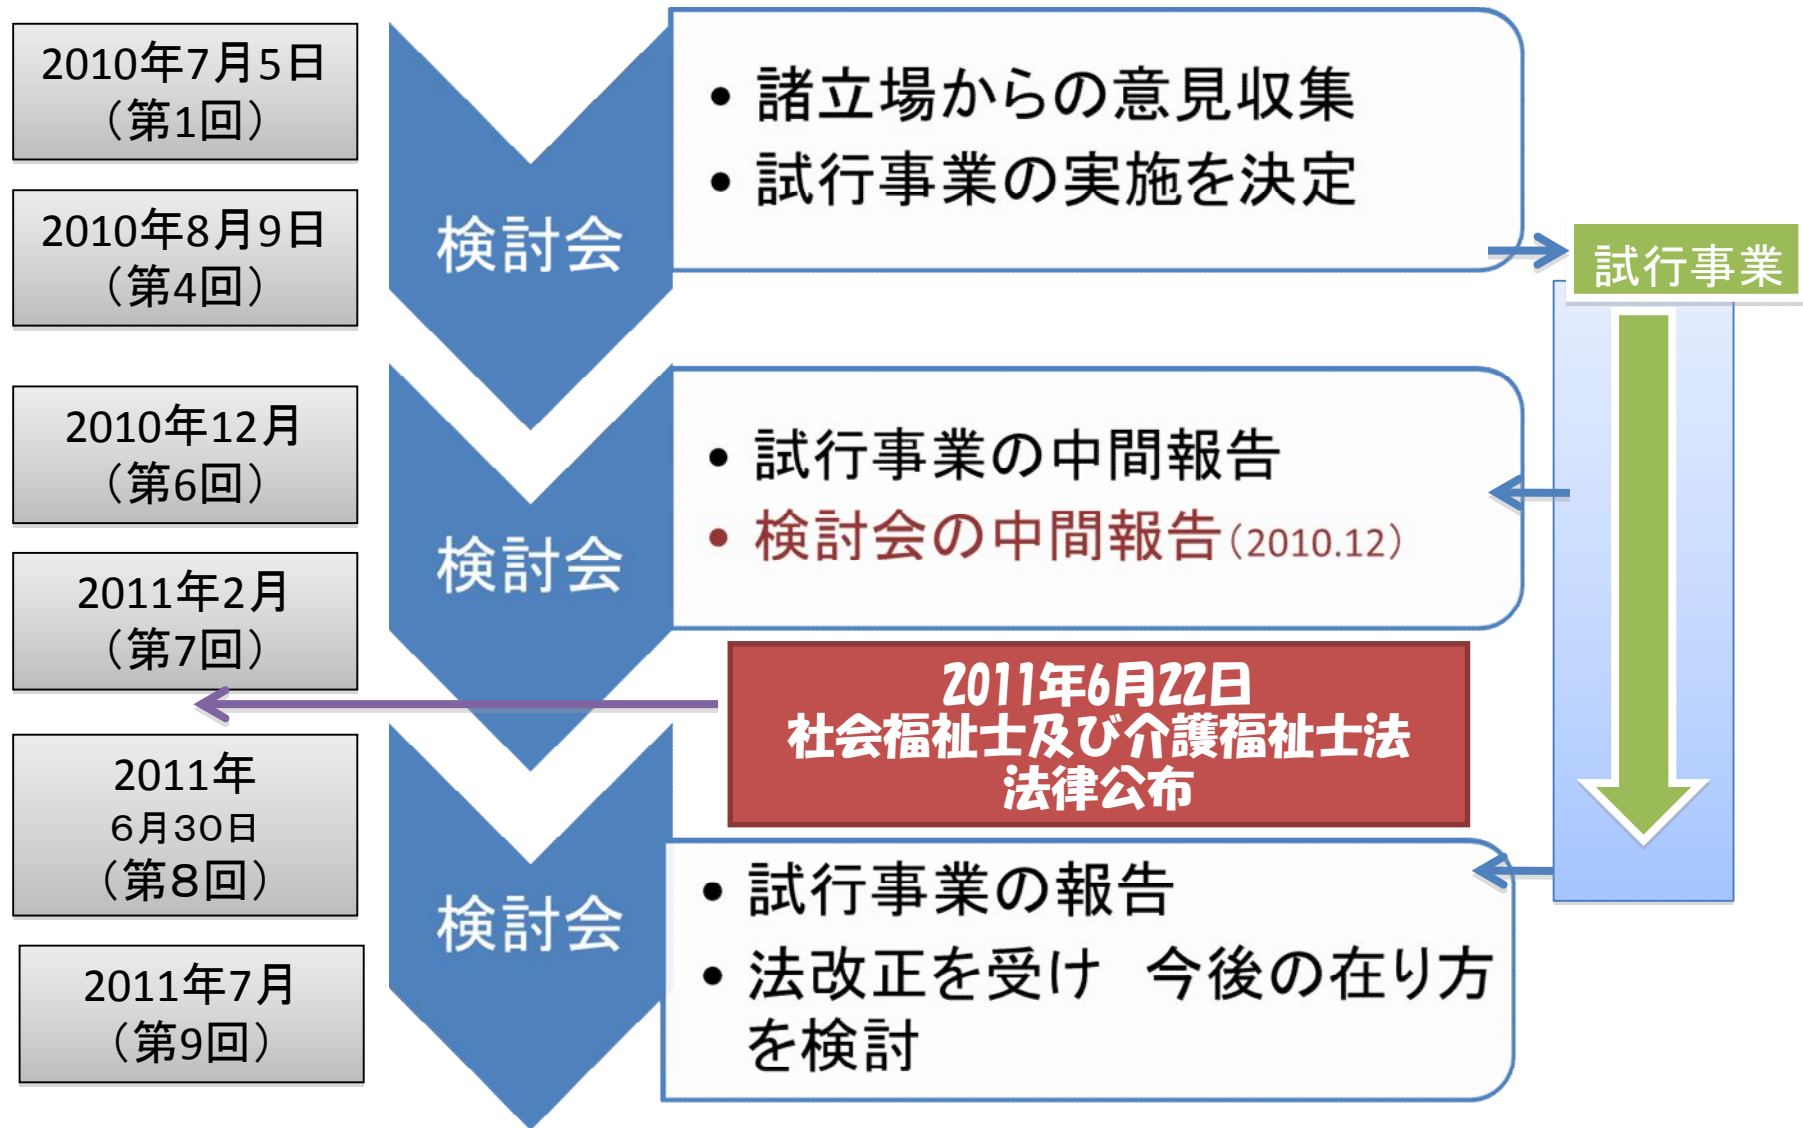 2010年7月5日
（第1回）
2010年8月9日
（第4回）
検討会
• 諸立場からの意見収集
• 試行事業の実施を決定
試行事業
2010年12月
（第6回）
2011年2月
（第7回）
検討会
• 試行事業の中間報告
• 検討会の中間報告（2010.12）
2011年6月22日
社会福祉士及び介護福祉士法
法律公布
2011年
６月３０日
（第８回）
2011年7月
（第9回）
検討会
• 試行事業の報告
• 法改正を受け　今後の在り方
を検討